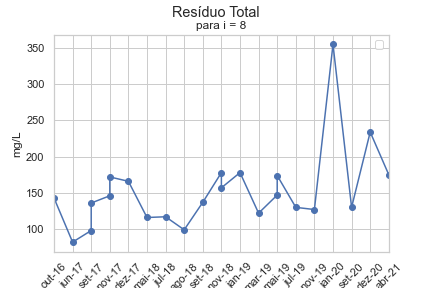 Resíduo Total
para i = 8
mg/L
350
300
250
200
150
100
out-16
jun-17
set-17
nov-17
dez-17
mai-18
jul-18
ago-18
set-18
nov-18
jan-19
mar-19
mai-19
jul-19
nov-19
jan-20
set-20
dez-20
abr-21